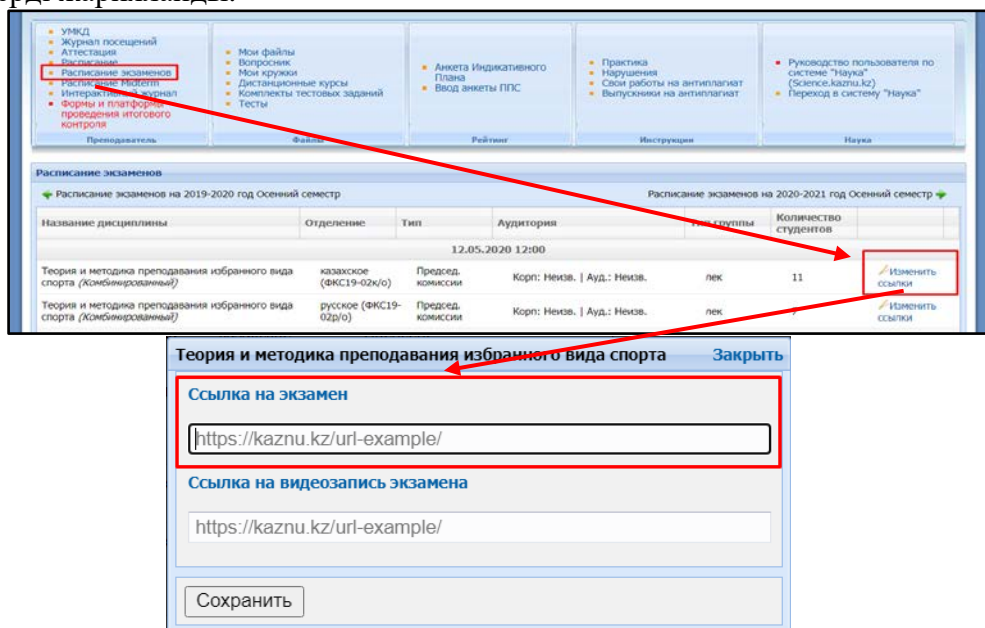 УМКД
Журнал посещений
Аттестация
Расписание
Расписание экзаменов
Расписание Midterm
Интерактивный журнал
Формы и платформы
проведения итогового
контроля
Преподаватель
Мои файлы
Вопросник
Мои кружки
Дистанционные курсы
Комплекты тестовых заданий
Тесты
Файлы
Анкета Индикативного
Плана
Ввод анкеты ППС
Рейтинг
Практика
Нарушения
Свои работы на антиплагиат
Выпускники на антиплагиат
Инструкции
Руководство пользователя по
системе "Наука"
(Science.kaznu.kz)
Переход в систему "Наука"
Наука
Расписание экзаменов
Расписание экзаменов на 2019-2020 год Осенний семестр
Расписание экзаменов на 2020-2021 год Осенний семестр
Название дисциплины Отделение Тип Аудитория Тип группы Количество
студентов
12.05.2020 12:00
Теория и методика преподавания избранного вида казахское Председ. Корп: Неизв. | Ауд.: Неизв. лек 11 Изменить
спорта (Комбинированный) (ФКС19-02к/о) комиссии ссылки
Теория и методика преподавания избранного вида русское (ФКС19- Председ. Корп: Неизв. | Ауд.: Неизв. лек 7 Изменить
спорта (Комбинированный) 02р/о) комиссии ссылки
Теория и методика преподавания избранного вида спорта Закрыть
Ссылка на экзамен
https://kaznu.kz/url-example/
Ссылка на видеозапись экзамена
https://kaznu.kz/url-example/
Сохранить